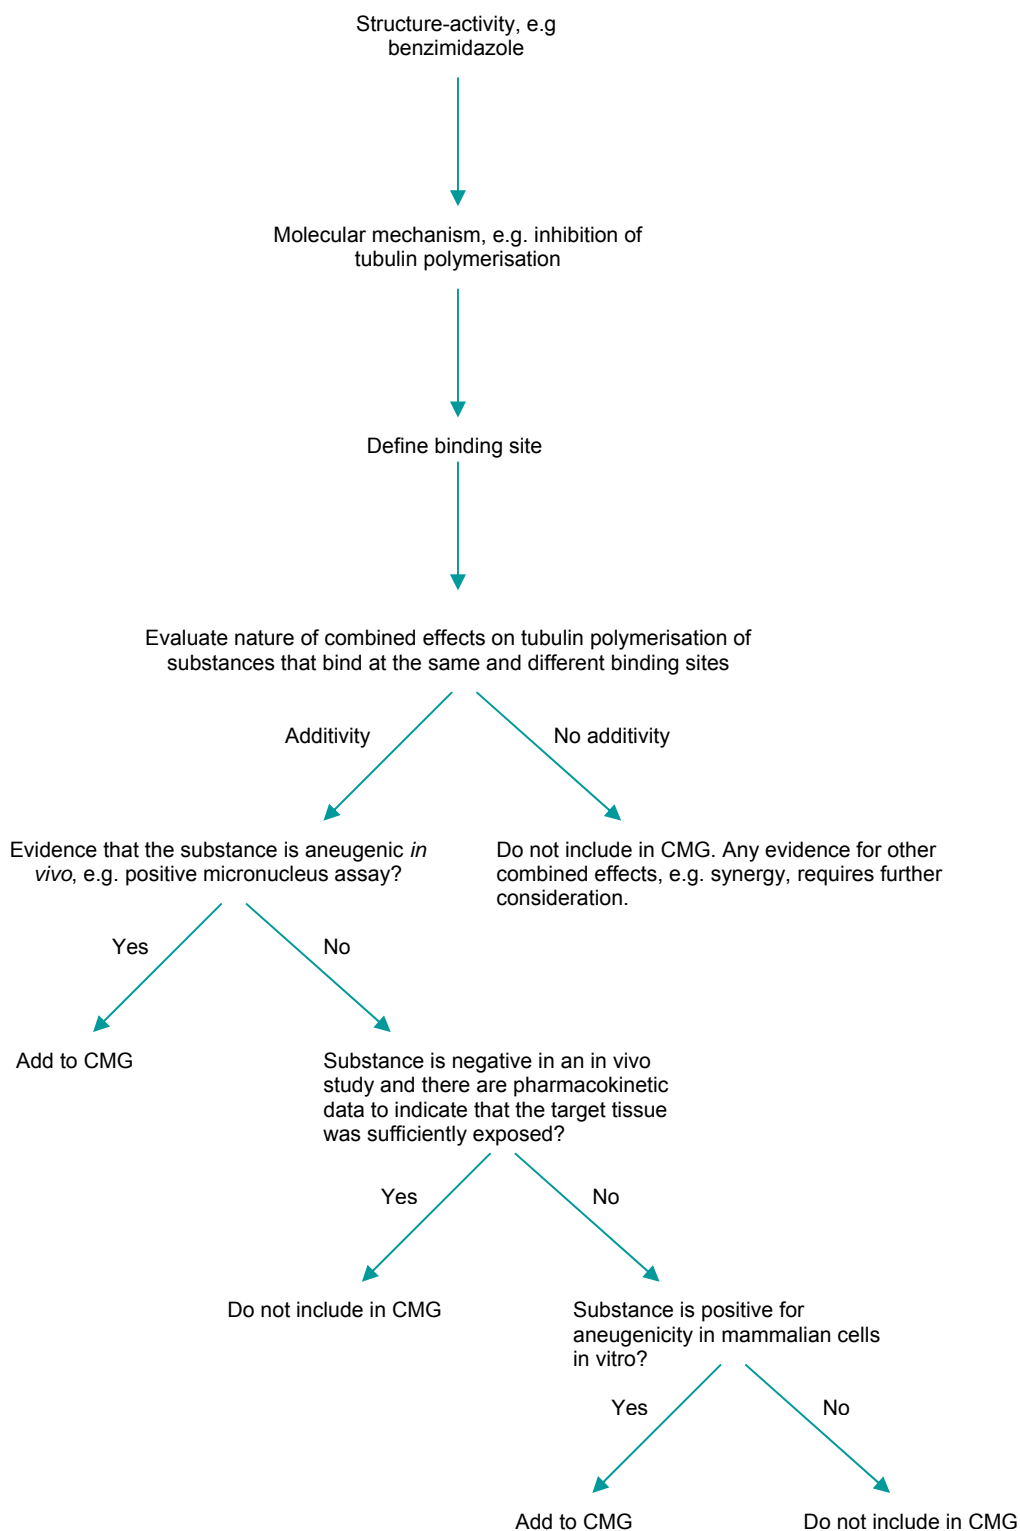 Structure-activity, e.g
benzimidazole
Molecular mechanism, e.g. inhibition of
tubulin polymerisation
Define binding site
Evaluate nature of combined effects on tubulin polymerisation of
substances that bind at the same and different binding sites
Additivity
No additivity
Evidence that the substance is aneugenic in
vivo, e.g. positive micronucleus assay?
Do not include in CMG. Any evidence for other
combined effects, e.g. synergy, requires further
consideration.
Yes
No
Add to CMG
Substance is negative in an in vivo
study and there are pharmacokinetic
data to indicate that the target tissue
was sufficiently exposed?
Yes
No
Do not include in CMG
Substance is positive for
aneugenicity in mammalian cells
in vitro?
Yes
No
Add to CMG
Do not include in CMG